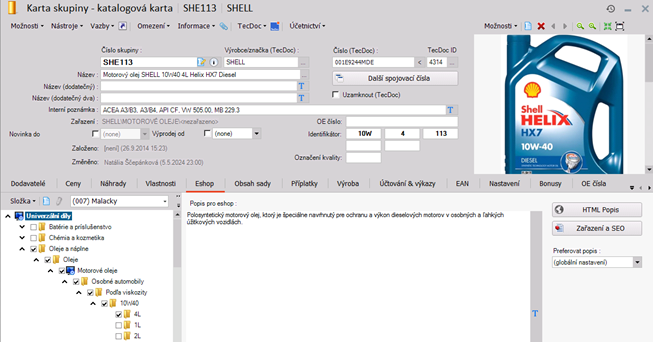 Karta skupiny - katalogová karta | SHE113 | SHELL
Možnosti Nástroje Vazby Omezení Informace TecDoc Účetnictví
Možnosti
Číslo skupiny :
Výrobce/značka (TecDoc) :
Číslo (TecDoc) :
TecDoc ID
SHE113
SHELL
001E9244MDE
<
4314
Název :
Motorový olej SHELL 10W40 4L Helix HX7 Diesel
Další spojovací čísla
Název (dodatečný) :
Název (dodatečný dva) :
Uzamknout (TecDoc)
Interní poznámka :
ACEA A3/B3, A3/B4, API CF, VW 505.00, MB 229.3
Zařazení :
SHELL\MOTOROVÉ OLEJE\<nezařazeno>
OE číslo:
Novinka do
(none)
Výprodej od
(none)
Identifikátor:
10W
4
113
Založeno:
[není] (26.9.2014 15:23)
Označení kvality:
Změněno:
Natália Ščepánková (5.5.2024 23:00)
Shell
HELIX
HX7
10W-40
DIESEL
Dodavatelé Ceny Náhrady Vlastnosti Eshop Obsah sady Příplatky Výroba Účtování & výkazy EAN Nastavení Bonusy OE čísla
Složka
(007) Malacky
Univerzální díly
Batérie a príslušenstvo
Chémia a kozmetika
Oleje a náplne
Oleje
Motorové oleje
Osobné automobily
Podľa viskozity
10W40
4L
1L
2L
Popis pro eshop :
Polosyntetický motorový olej, ktorý je špeciálne navrhnutý pre ochranu a výkon dieselových motorov v osobných a ľahkých
úžitkových vozidlách.
HTML Popis
Zařazení a SEO
Preferovat popis :
(globální nastavení)